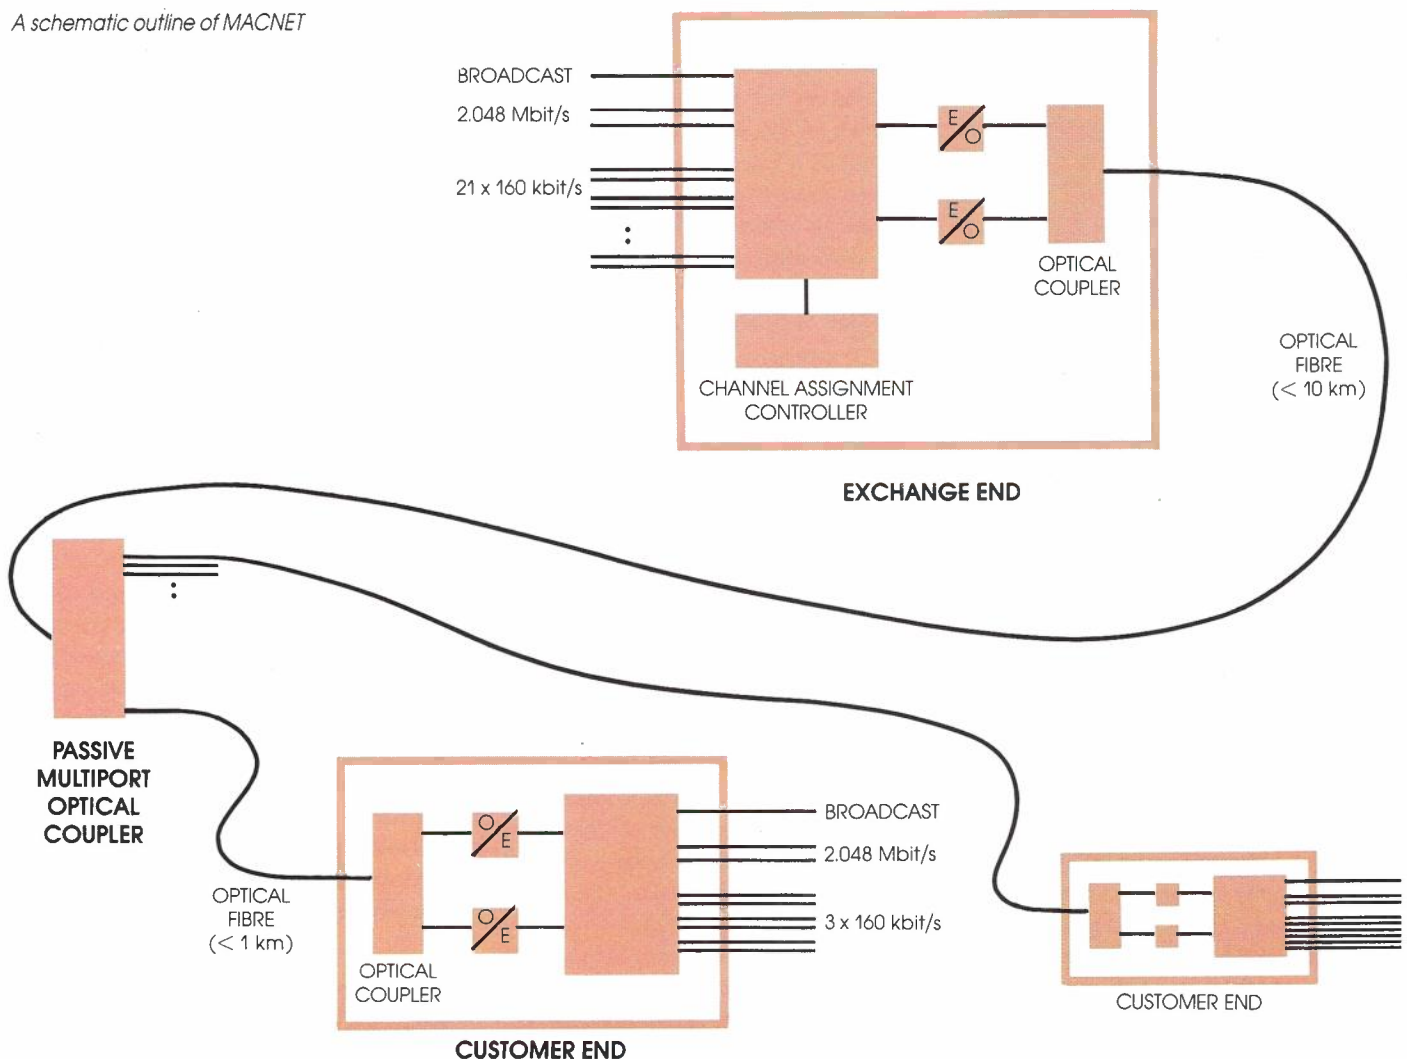 A schematic outline of MACNET
BROADCAST
2.048 Mbit/s
21 x 160 kbit/s
E
O
E
O
OPTICAL
COUPLER
CHANNEL ASSIGNMENT
CONTROLLER
OPTICAL
FIBRE
(< 10 km)
EXCHANGE END
PASSIVE
MULTIPORT
OPTICAL
COUPLER
OPTICAL
FIBRE
(< 1 km)
O
E
O
E
OPTICAL
COUPLER
BROADCAST
2.048 Mbit/s
3 x 160 kbit/s
CUSTOMER END
CUSTOMER END